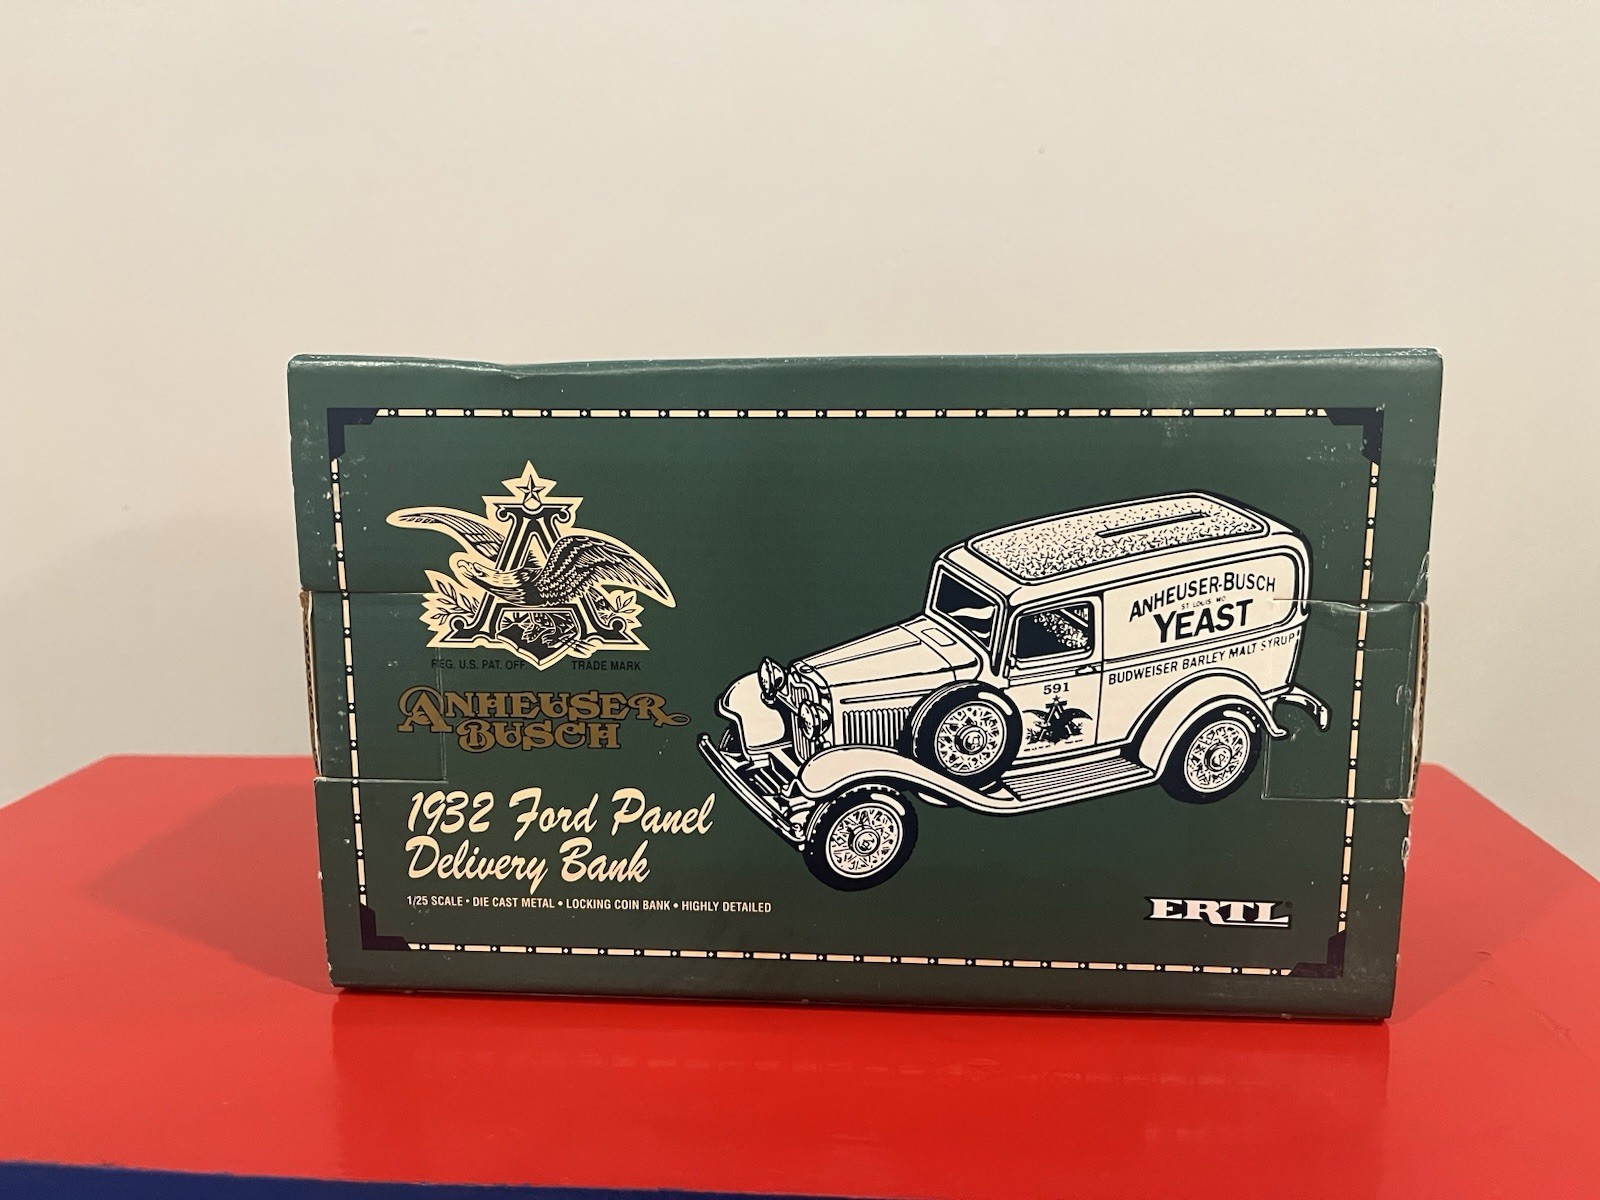 REG. U.S. PAT. OFF. TRADE MARK
ANHEUSER
BUSCH
1932 Ford Panel
Delivery Bank
1/25 SCALE • DIE CAST METAL • LOCKING COIN BANK • HIGHLY DETAILED
ANHEUSER-BUSCH
ST. LOUIS MO
YEAST
BUDWEISER BARLEY MALT SYRUP
591
ERTL